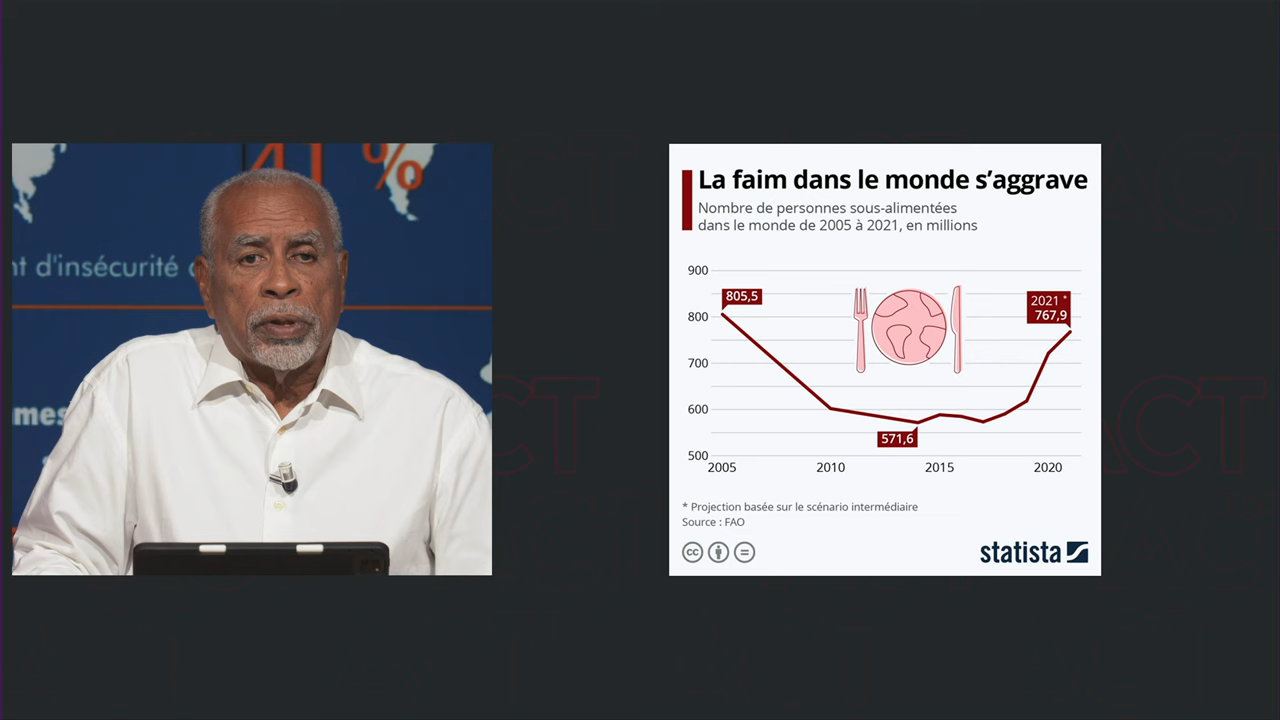 41 %
nt d'insécurité
mes
La faim dans le monde s'aggrave
Nombre de personnes sous-alimentées
dans le monde de 2005 à 2021, en millions
900
800
700
600
500
805,5
571,6
2021 *
767,9
2005
2010
2015
2020
* Projection basée sur le scénario intermédiaire
Source : FAO
cc
statista
ACT